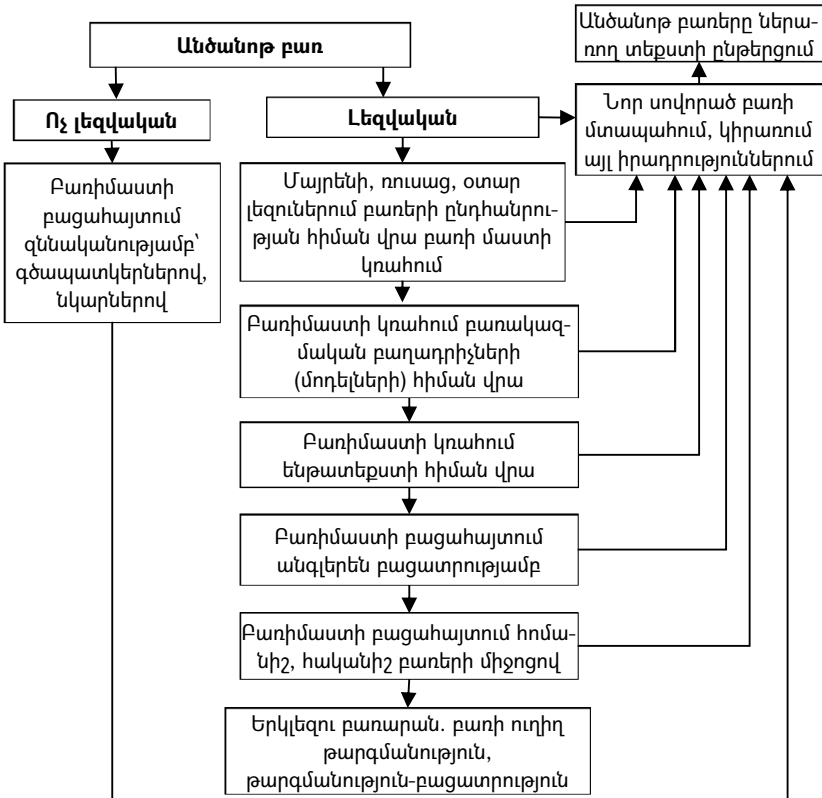 Անծանոթ բառ
Ոչ լեզվական
Բառիմաստի
բացահայտում
զննականությամբ՝
գծապատկերներով,
նկարներով
Լեզվական
Մայրենի, ռուսաց, օտար
լեզուներում բառերի ընդհանրու-
թյան հիման վրա բառի մաստի
կռահում
Բառիմաստի կռահում բառակազ-
մական բաղադրիչների
(մոդելների) հիման վրա
Բառիմաստի կռահում
ենթատեքստի հիման վրա
Բառիմաստի բացահայտում
անգլերեն բացատրությամբ
Բառիմաստի բացահայտում հոմա-
նիշ, հականիշ բառերի միջոցով
Երկլեզու բառարան. բառի ուղիղ
թարգմանություն,
թարգմանություն-բացատրություն
Անծանոթ բառերը ներա-
ռող տեքստի ընթերցում
Նոր սովորած բառի
մտապահում, կիրառում
այլ իրադրություններում